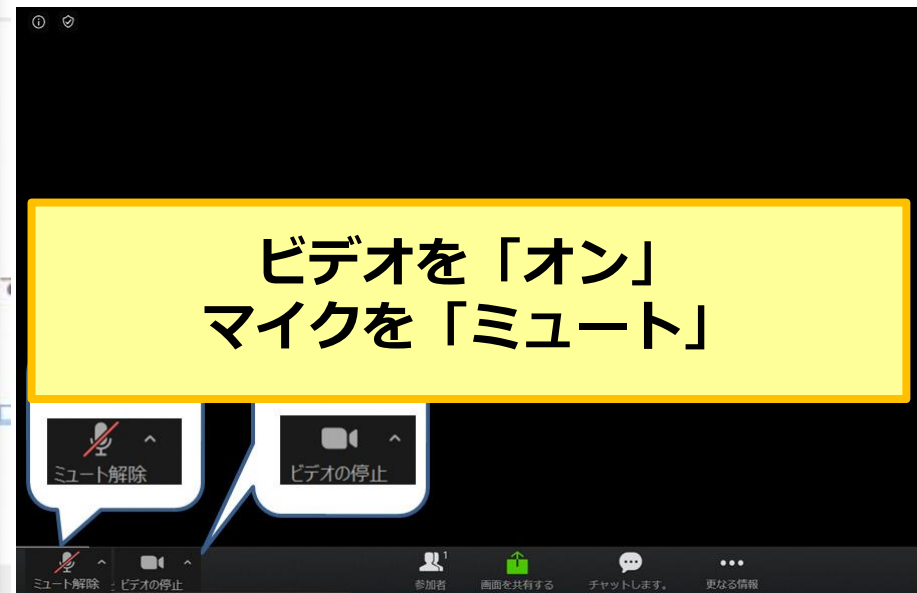 ビデオを「オン」
マイクを「ミュート」
ミュート解除
ビデオの停止
ミュート解除
ビデオの停止
1
参加者
画面を共有する
チャットします。
更なる情報